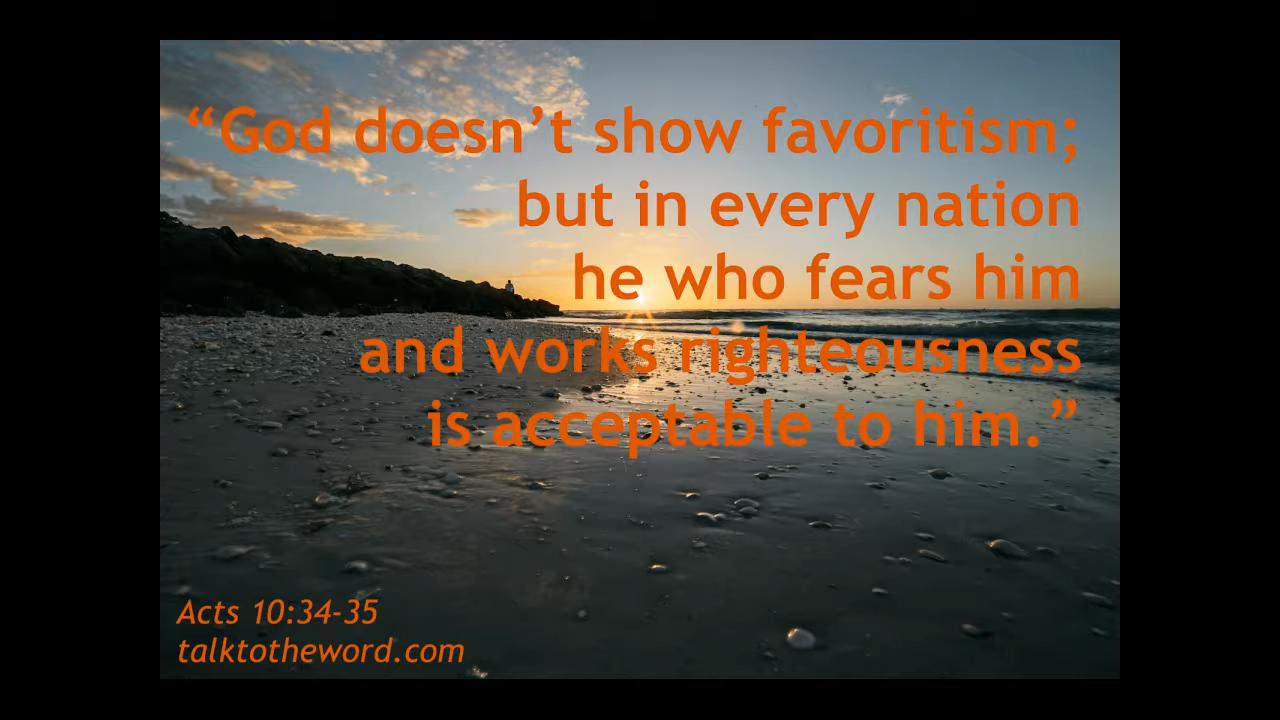 “God doesn’t show favoritism;
but in every nation
he who fears him
and works righteousness
is acceptable to him.”
Acts 10:34-35
talktotheword.com